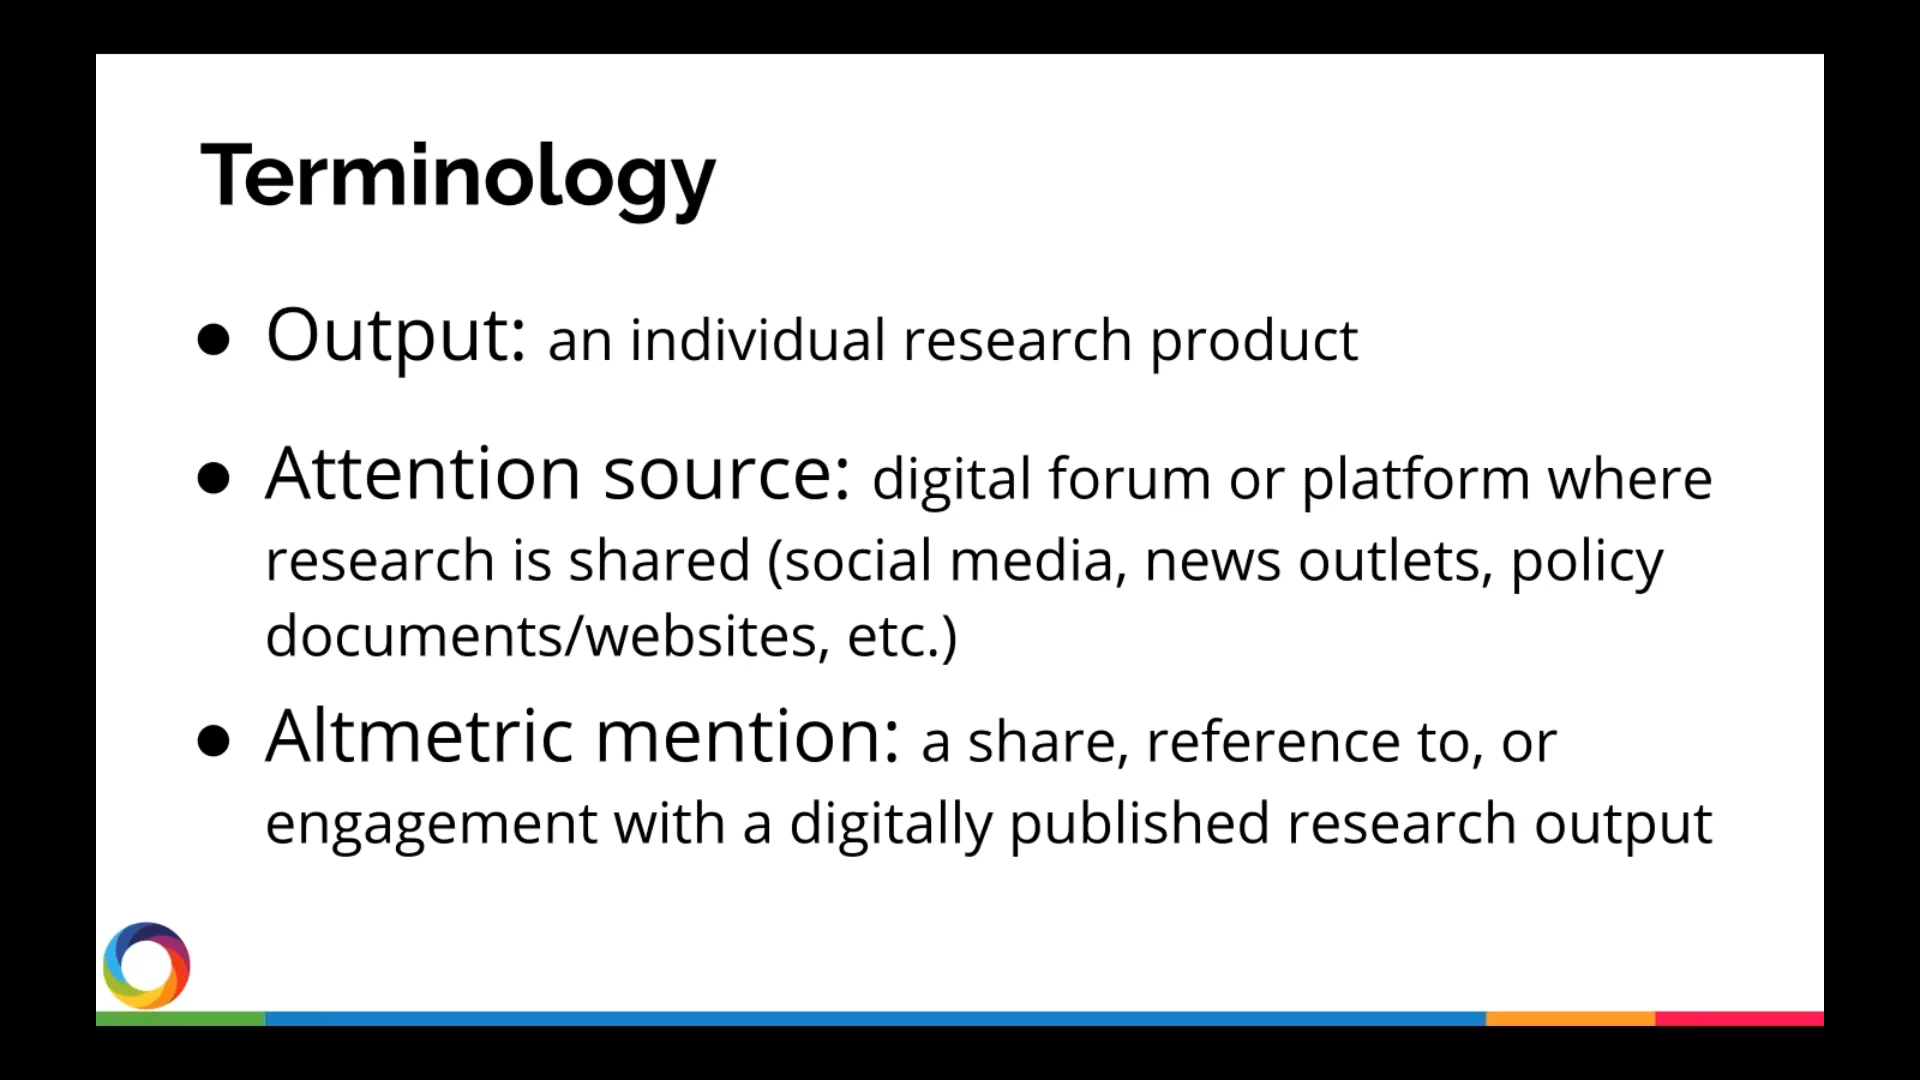 Terminology
● Output: an individual research product
● Attention source: digital forum or platform where
research is shared (social media, news outlets, policy
documents/websites, etc.)
● Altmetric mention: a share, reference to, or
engagement with a digitally published research output